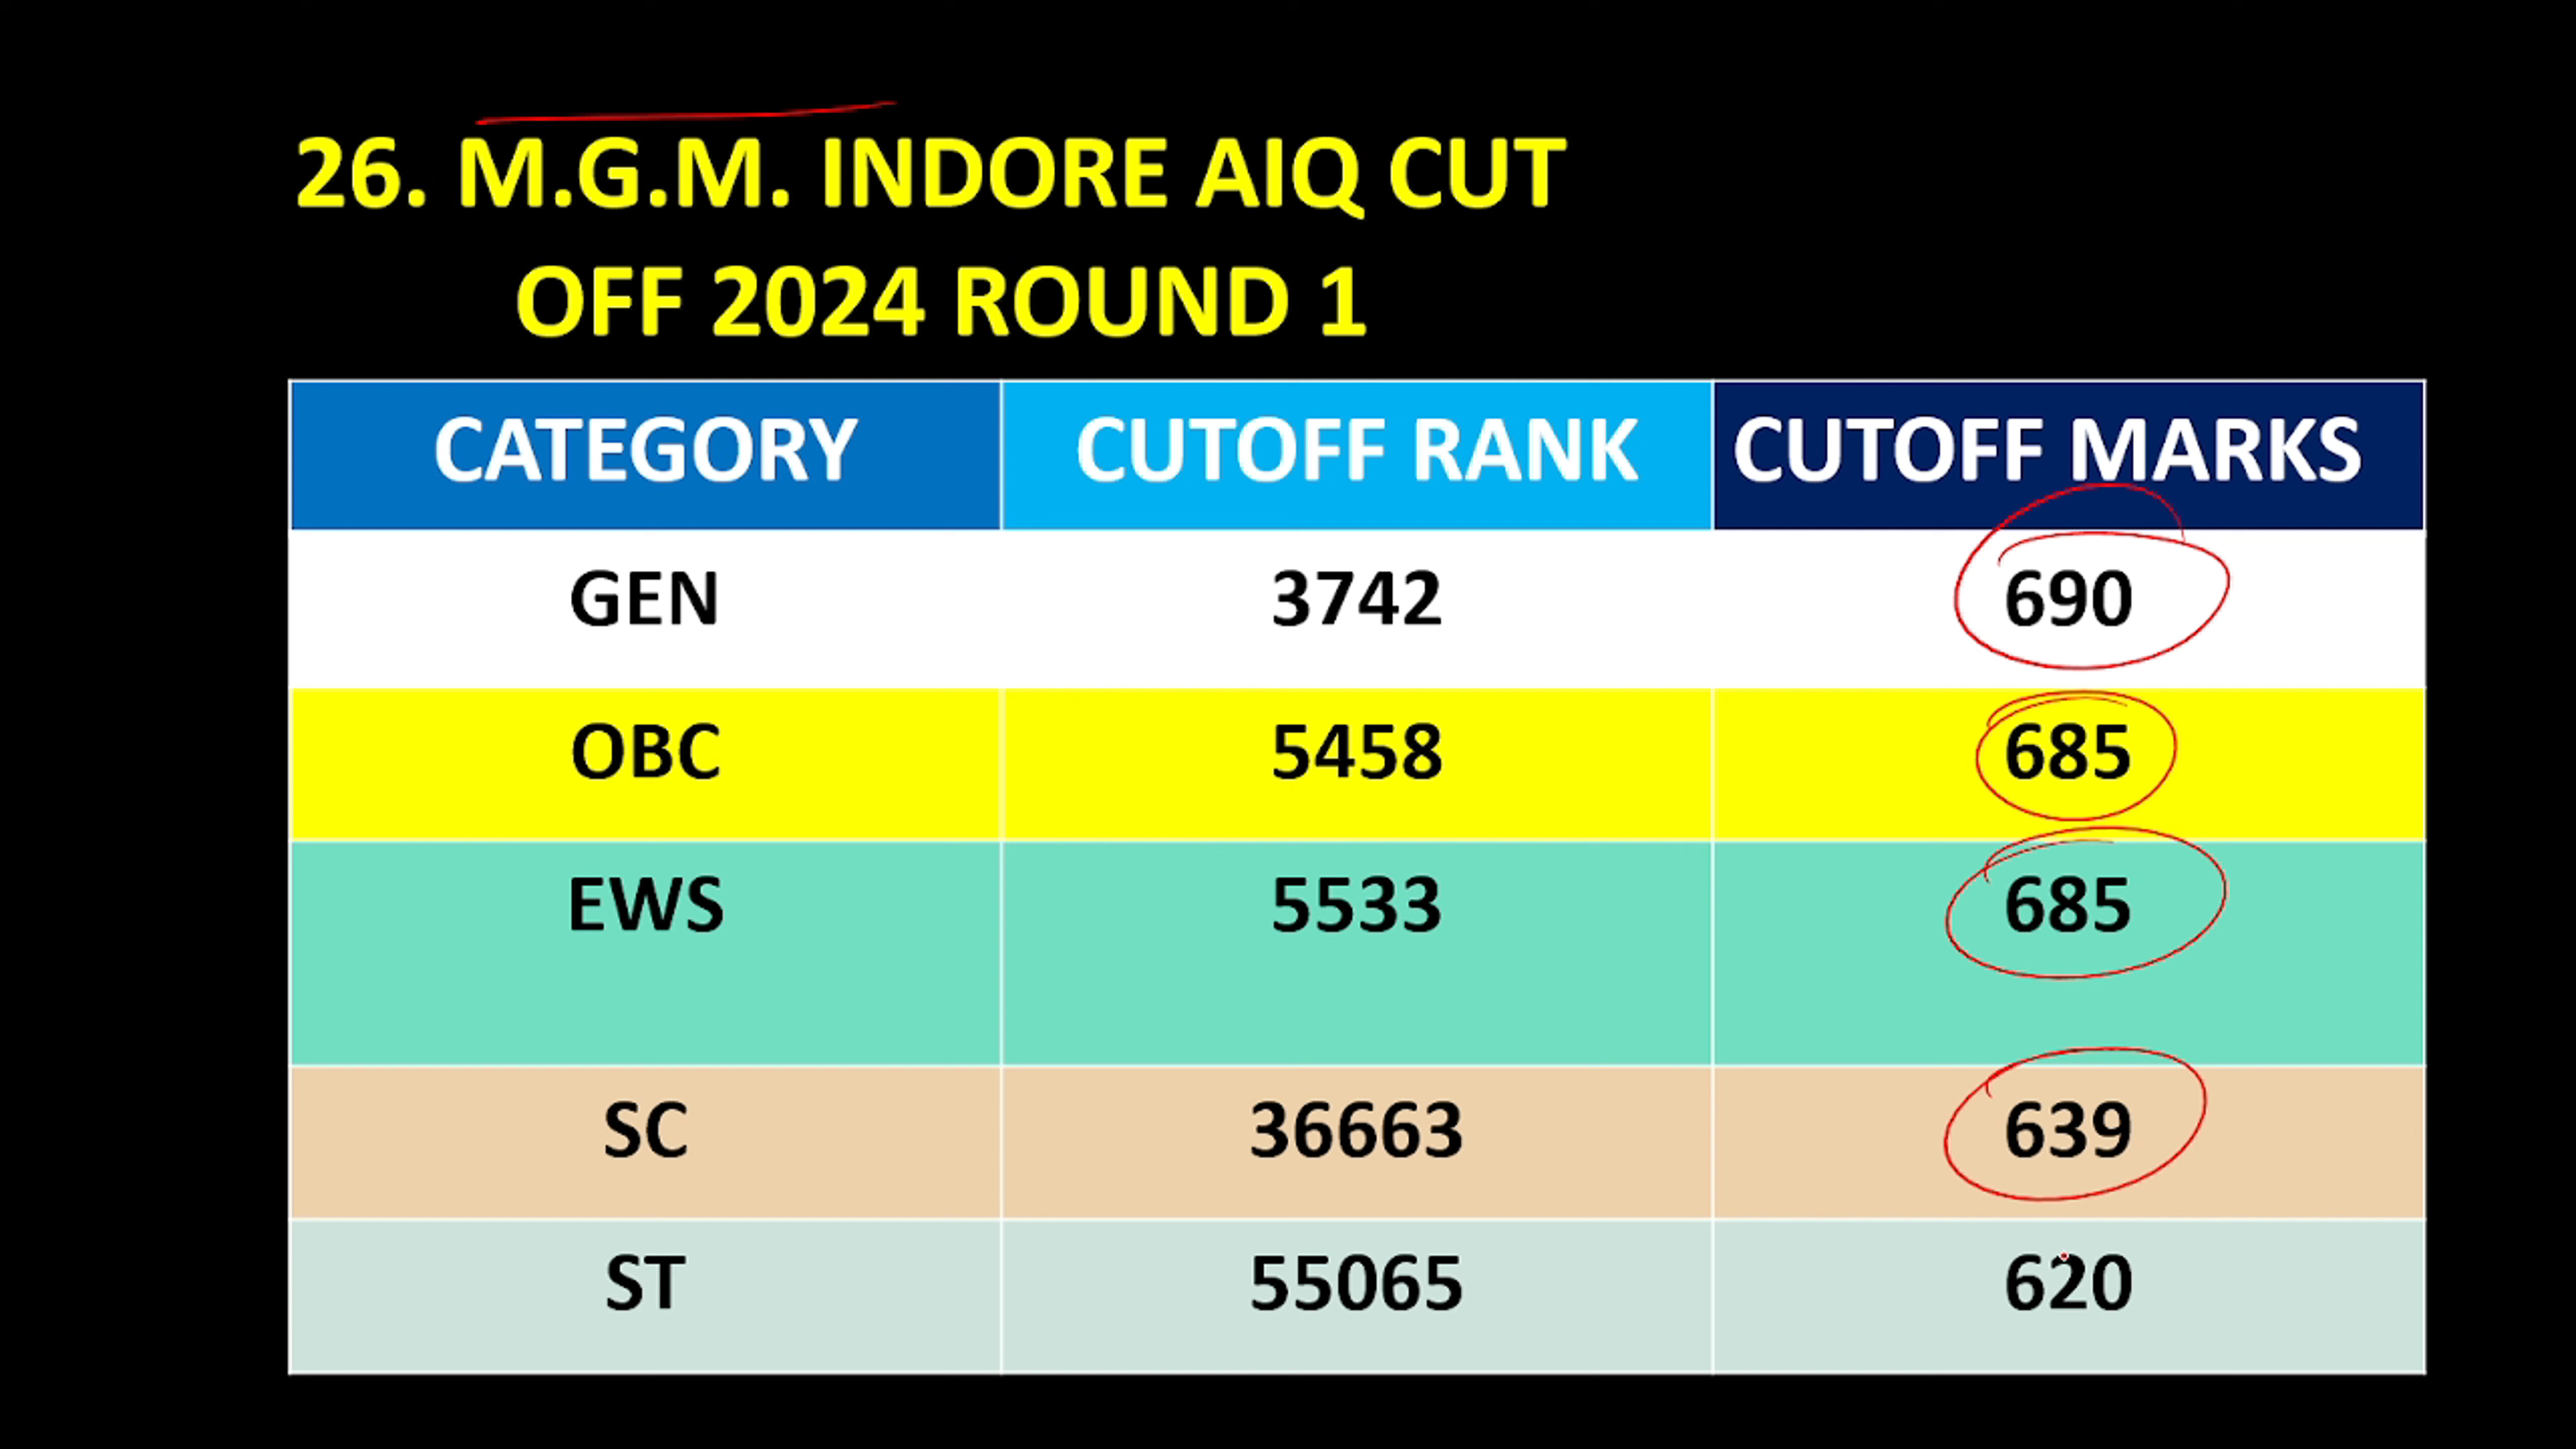 26. M.G.M. INDORE AIQ CUT
OFF 2024 ROUND 1
CATEGORY CUTOFF RANK CUTOFF MARKS
GEN 3742 690
OBC 5458 685
EWS 5533 685
SC 36663 639
ST 55065 620